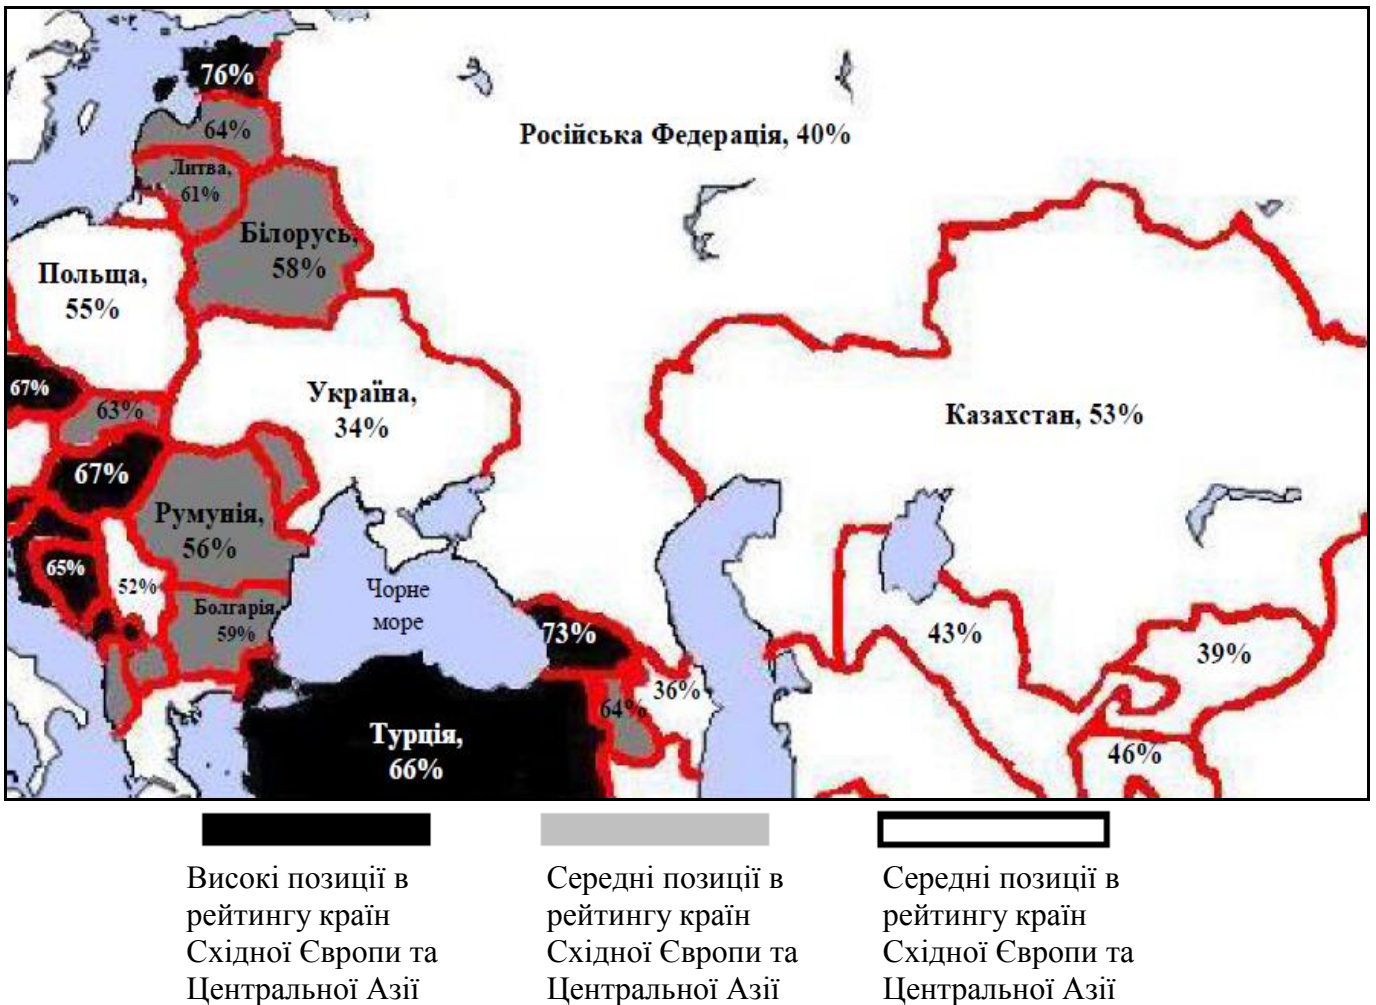 76%
64%
Російська Федерація, 40%
Литва,
61%
Білорусь,
58%
Польща,
55%
67%
63%
Україна,
34%
Казахстан, 53%
67%
Румунія,
56%
65%
52%
Болгарія,
59%
Чорне
море
73%
43%
39%
36%
64%
Турція,
66%
46%
Високі позиції в
рейтингу країн
Східної Європи та
Центральної Азії
Середні позиції в
рейтингу країн
Східної Європи та
Центральної Азії
Середні позиції в
рейтингу країн
Східної Європи та
Центральної Азії